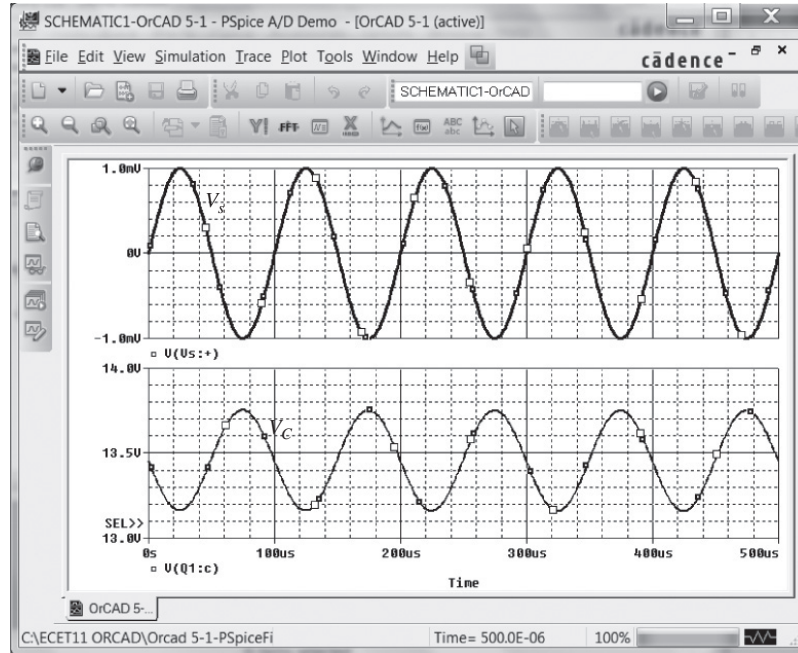 SCHEMATIC1-OrCAD 5-1 - PSpice A/D Demo - [OrCAD 5-1 (active)]
File Edit View Simulation Trace Plot Tools Window Help
cādence
SCHEMATIC1-OrCAD
FFT
ABC
abc
1.0mV
Vs
0V
-1.0mV
V(Vs:+)
14.0V
VC
13.5V
SEL>>
13.0V
0s 100us 200us 300us 400us 500us
V(Q1:c)
Time
OrCAD 5-...
C:\ECET11 ORCAD\Orcad 5-1-PSpiceFi Time= 500.0E-06 100%